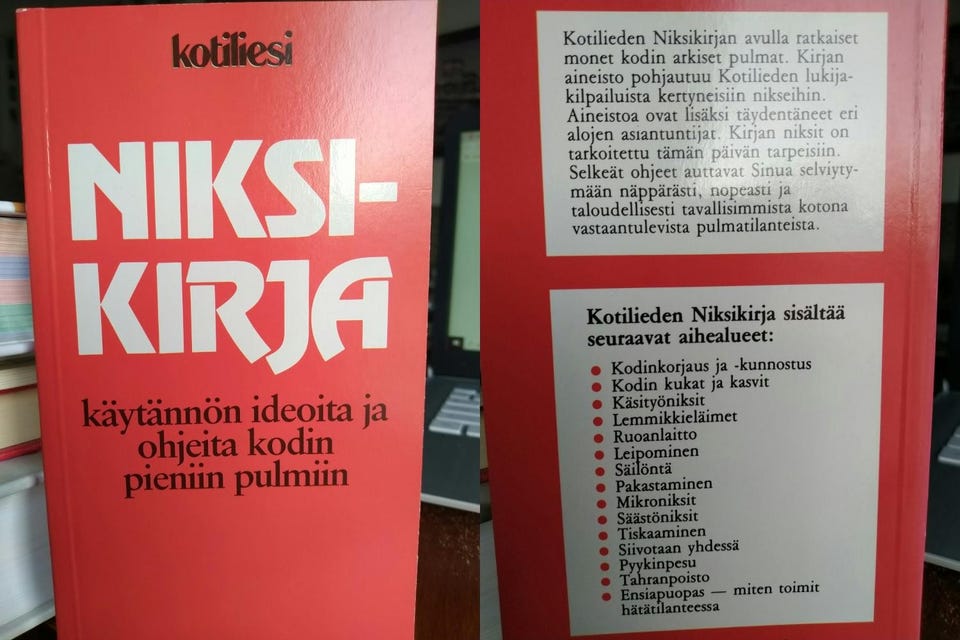 kotiliesi
NIKSI-
KIRJA
käytännön ideoita ja
ohjeita kodin
pieniin pulmiin
Kotilieden Niksikirjan avulla ratkaiset
monet kodin arkiset pulmat. Kirjan
aineisto pohjautuu Kotilieden lukija-
kilpailuista kertyneisiin nikseihin.
Aineistoa ovat lisäksi täydentäneet eri
alojen asiantuntijat. Kirjan niksit on
tarkoitettu tämän päivän tarpeisiin.
Selkeät ohjeet auttavat Sinua selviyty-
mään näppärästi, nopeasti ja
taloudellisesti tavallisimmista kotona
vastaantulevista pulmatilanteista.
Kotilieden Niksikirja sisältää
seuraavat aihealueet:
● Kodinkorjaus ja -kunnostus
● Kodin kukat ja kasvit
● Käsityöniksit
● Lemmikkieläimet
● Ruoanlaitto
● Leipominen
● Säilöntä
● Pakastaminen
● Mikroniksit
● Säästöniksit
● Tiskaaminen
● Siivotaan yhdessä
● Pyykinpesu
● Tahranpoisto
● Ensiapuopas — miten toimit
hätätilanteessa